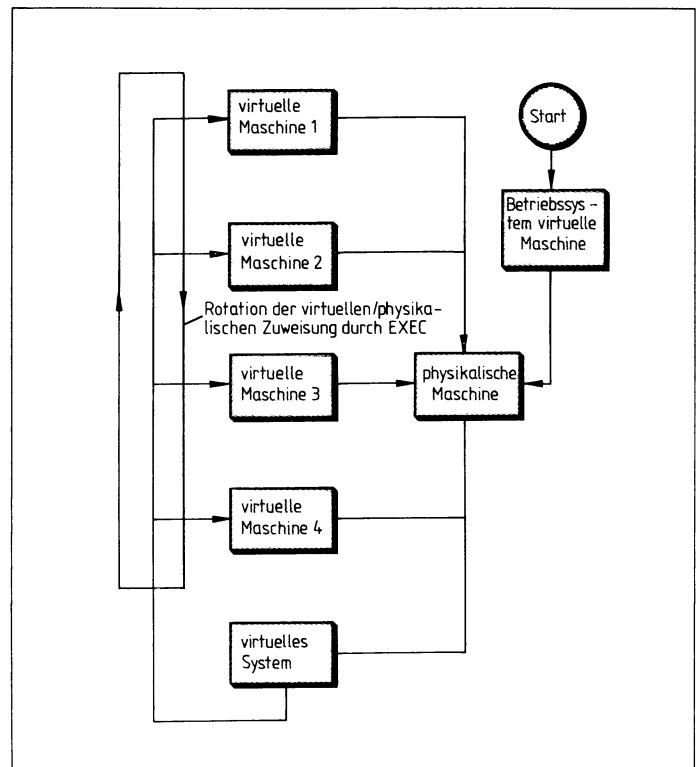 virtuelle
Maschine 1
Start
virtuelle
Maschine 2
Betriebssys-
tem virtuelle
Maschine
Rotation der virtuellen/physika-
lischen Zuweisung durch EXEC
virtuelle
Maschine 3
physikalische
Maschine
virtuelle
Maschine 4
virtuelles
System